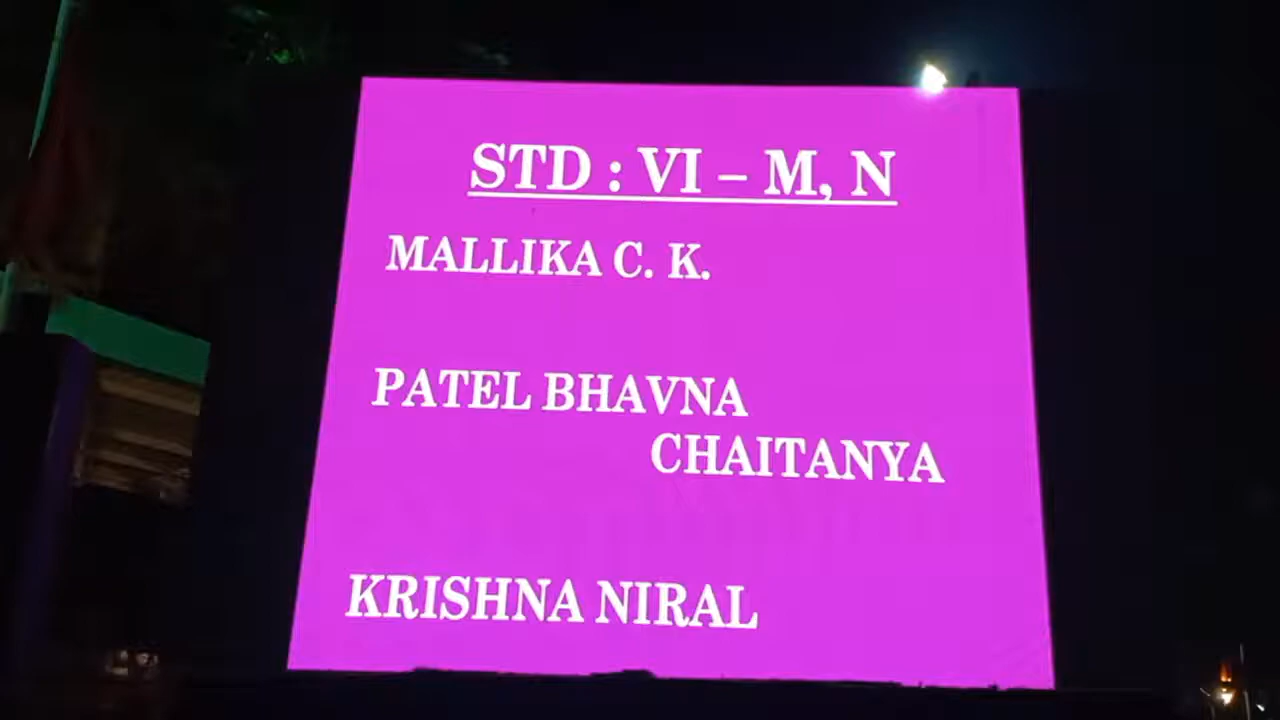 STD : VI – M, N
MALLIKA C. K.
PATEL BHAVNA
CHAITANYA
KRISHNA NIRAL